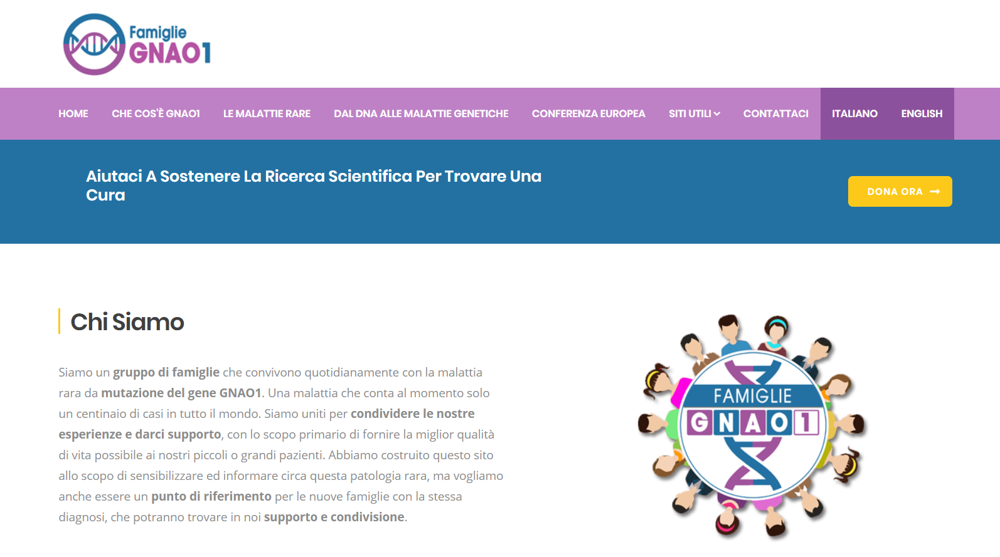 Famiglie
GNAO1
HOME CHE COS'È GNAO1 LE MALATTIE RARE DAL DNA ALLE MALATTIE GENETICHE CONFERENZA EUROPEA SITI UTILI CONTATTACI ITALIANO ENGLISH
Aiutaci A Sostenere La Ricerca Scientifica Per Trovare Una
Cura
DONA ORA
Chi Siamo
Siamo un gruppo di famiglie che convivono quotidianamente con la malattia
rara da mutazione del gene GNAO1. Una malattia che conta al momento solo
un centinaio di casi in tutto il mondo. Siamo uniti per condividere le nostre
esperienze e darci supporto, con lo scopo primario di fornire la miglior qualità
di vita possibile ai nostri piccoli o grandi pazienti. Abbiamo costruito questo sito
allo scopo di sensibilizzare ed informare circa questa patologia rara, ma vogliamo
anche essere un punto di riferimento per le nuove famiglie con la stessa
diagnosi, che potranno trovare in noi supporto e condivisione.
FAMIGLIE
GNAO1